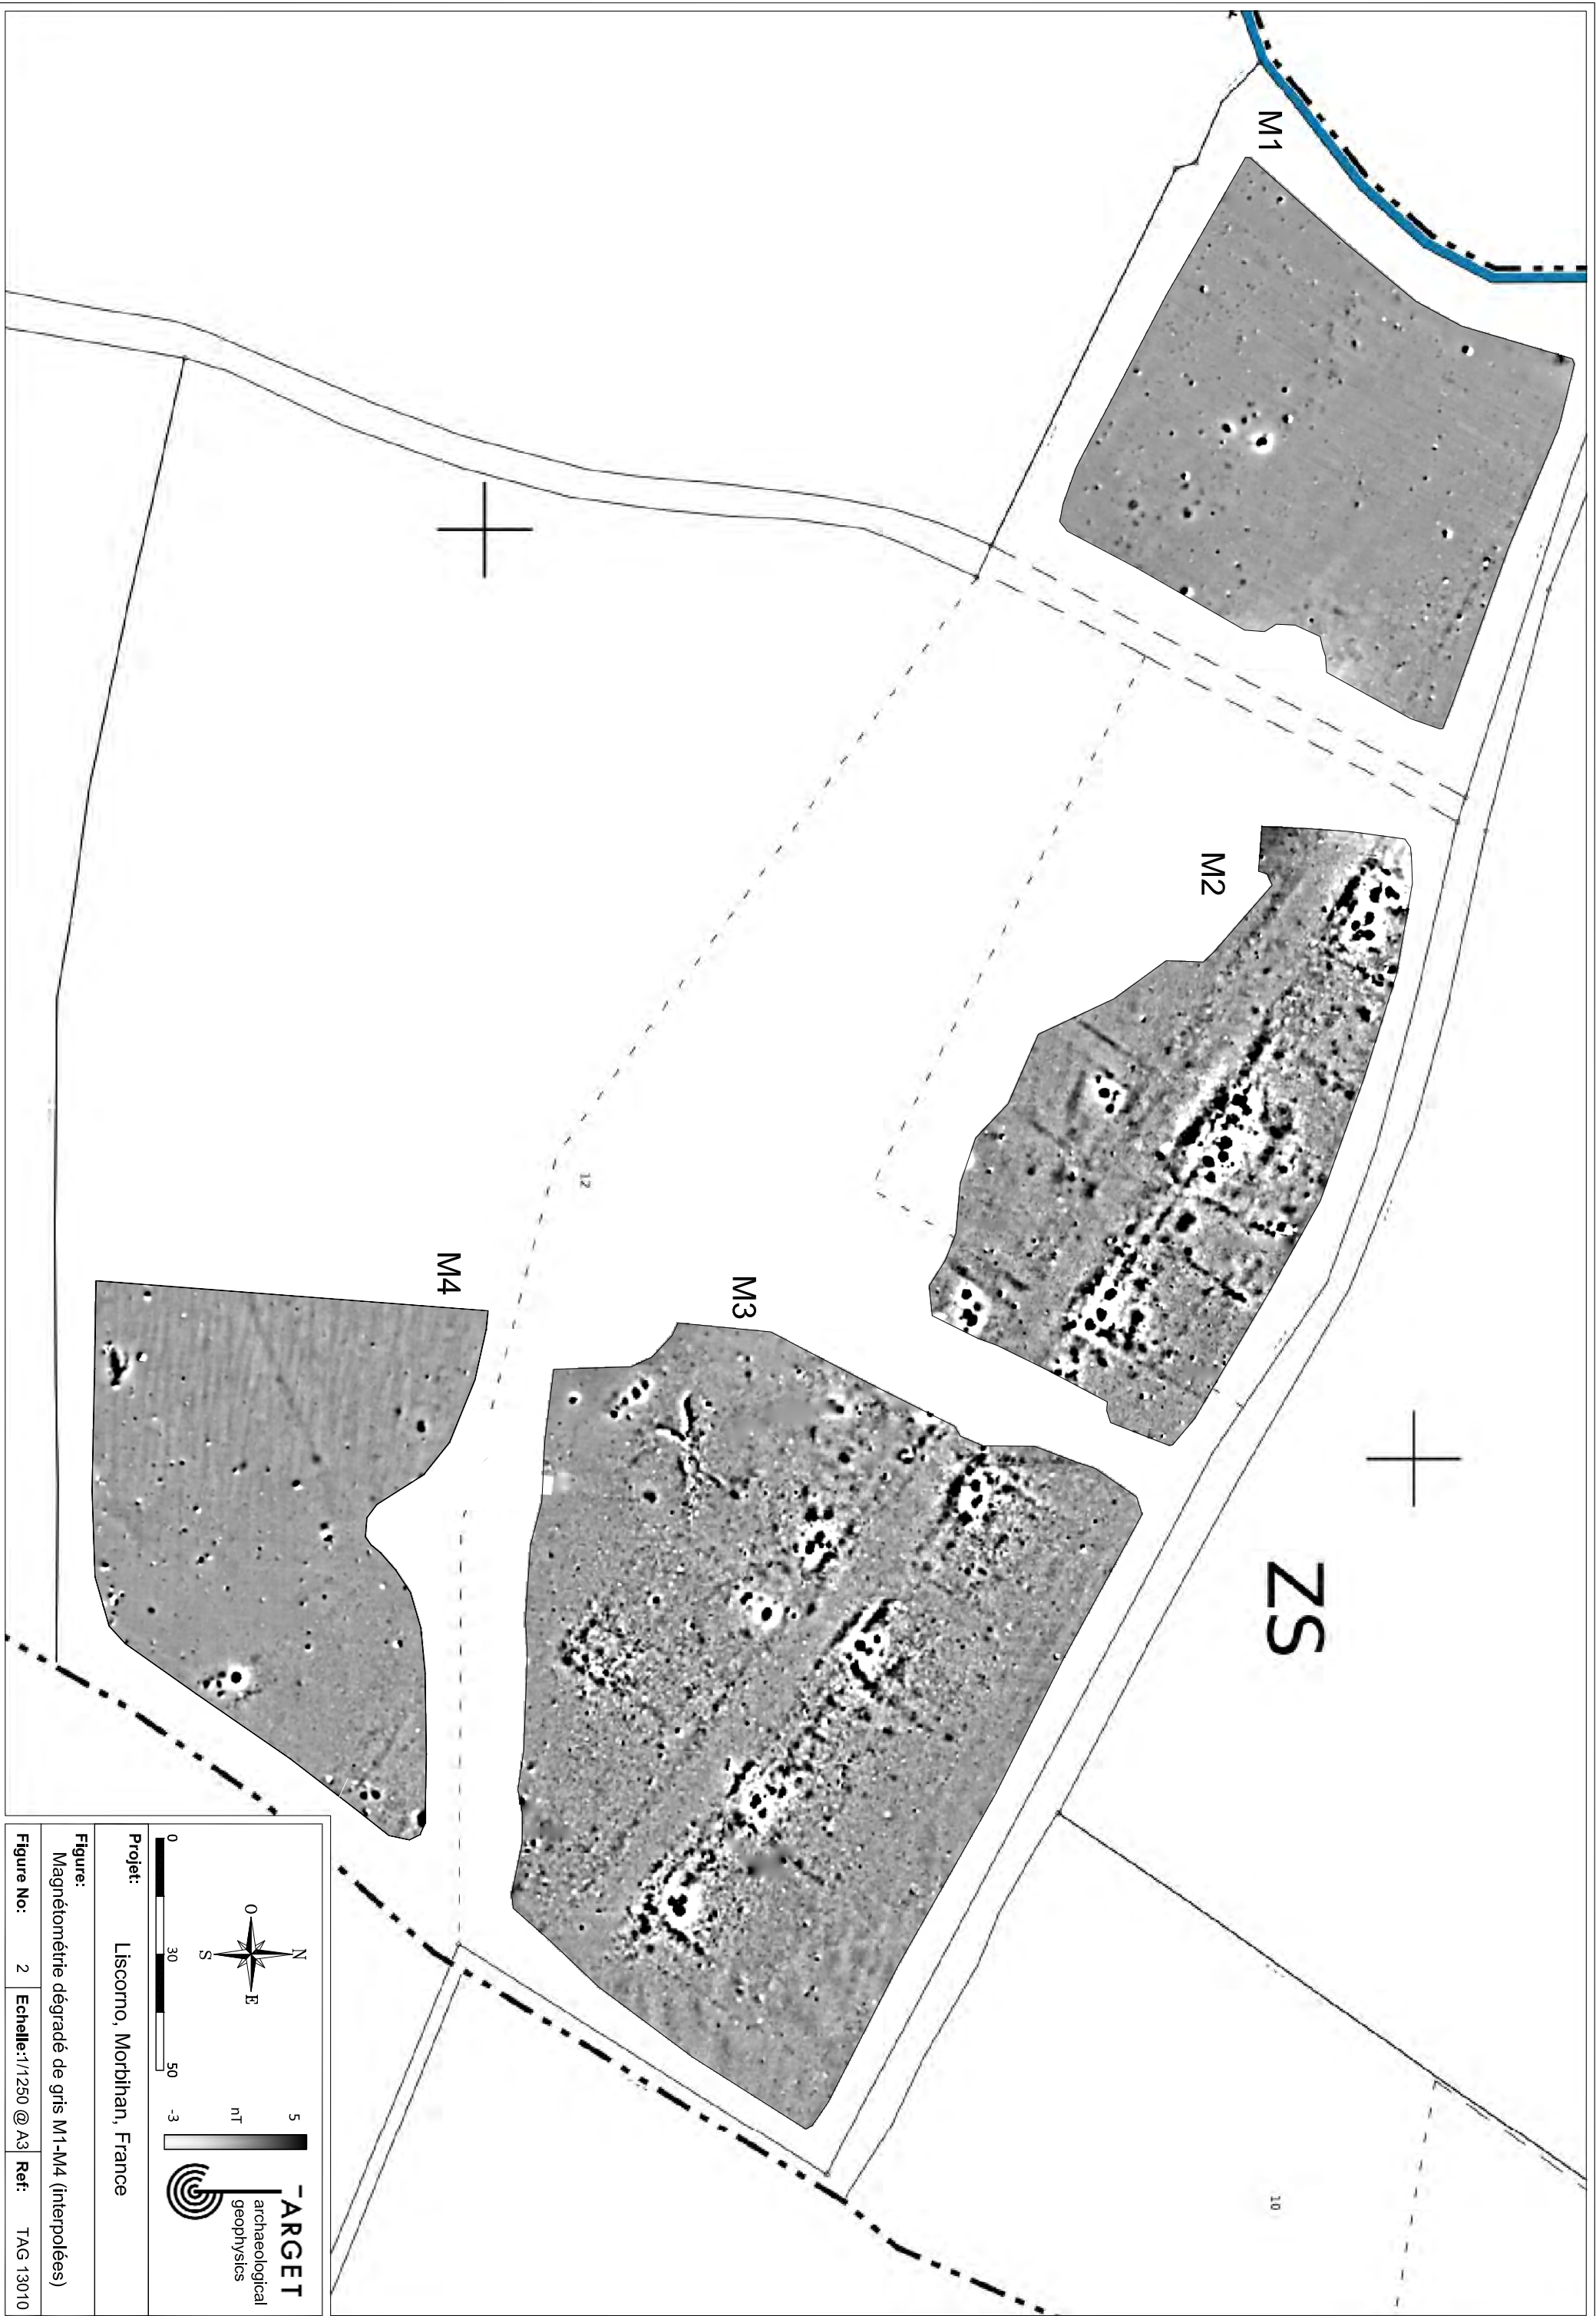 M1
M2
M3
M4
ZS
12
10
N
O
E
S
0
30
50
5
nT
-3
TARGET
archaeological
geophysics
Projet:
Liscorno, Morbihan, France
Figure:
Magnétométrie dégradé de gris M1-M4 (interpolées)
Figure No: 2
Echelle:1/1250 @ A3
Ref: TAG 13010